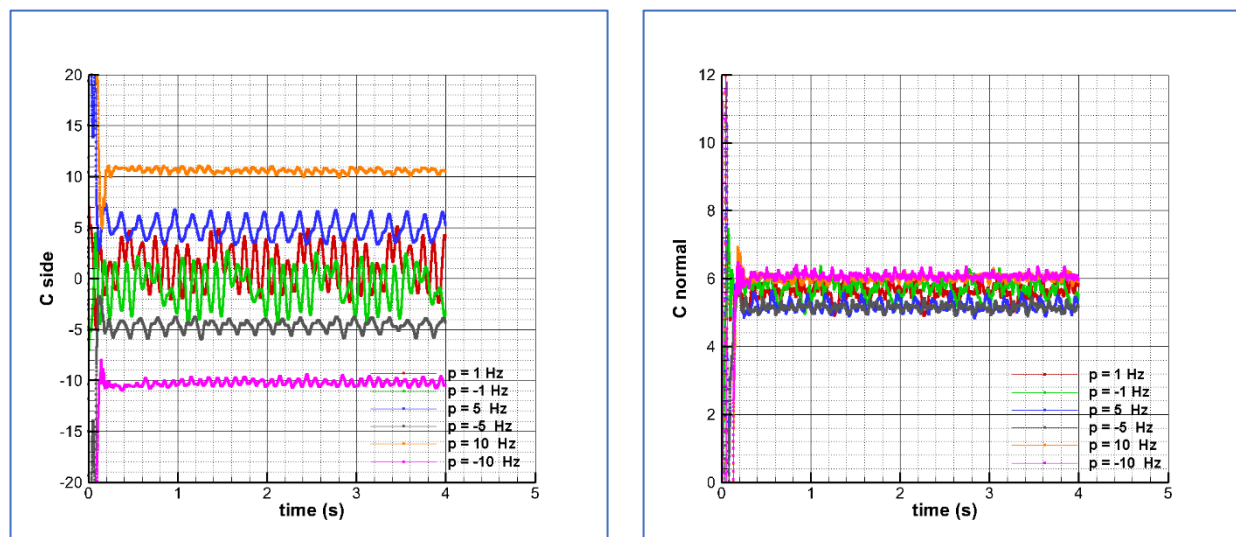 20
15
10
5
0
-5
-10
-15
-20
C side
0
1
2
3
4
5
time (s)
p = 1 Hz
p = -1 Hz
p = 5 Hz
p = -5 Hz
p = 10 Hz
p = -10 Hz
12
10
8
6
4
2
0
C normal
0
1
2
3
4
5
time (s)
p = 1 Hz
p = -1 Hz
p = 5 Hz
p = -5 Hz
p = 10 Hz
p = -10 Hz